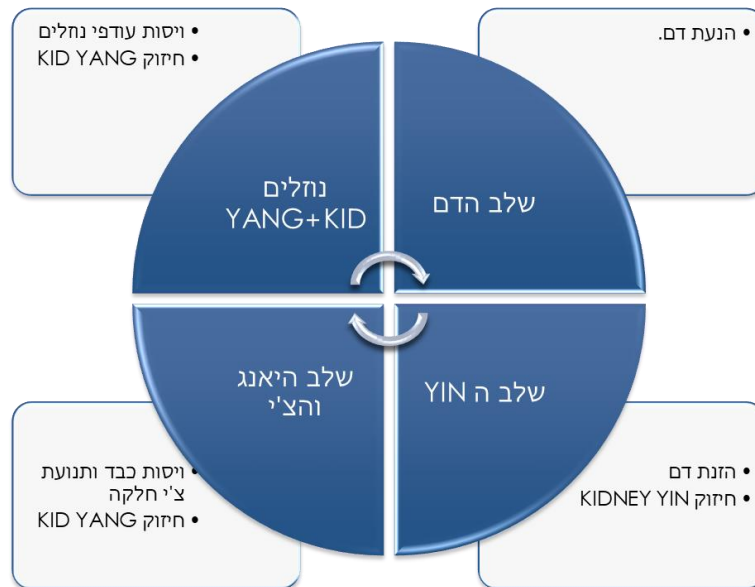 • הנעת דם.
• ויסות עודפי נוזלים
• חיזוק KID YANG
שלב הדם
נוזלים
YANG+KID
שלב ה YIN
שלב היאנג
והצ'י
• הזנת דם
• חיזוק KIDNEY YIN
• ויסות כבד ותנועת
צ'י חלקה
• חיזוק KID YANG